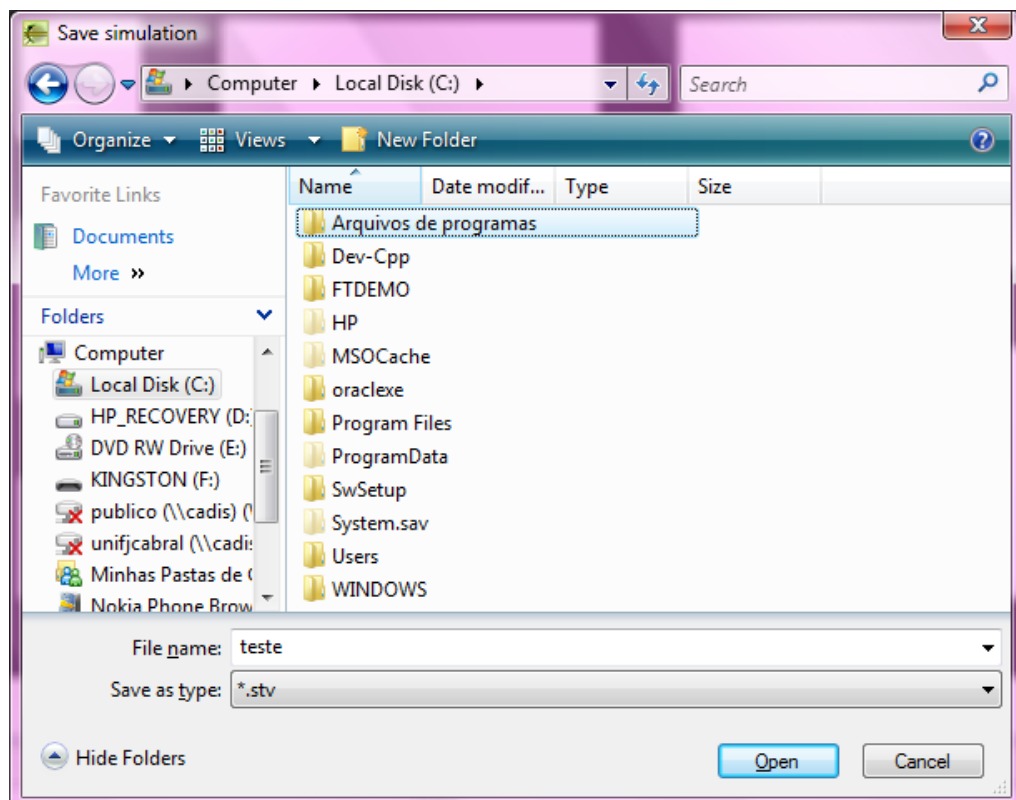 Save simulation
Computer Local Disk (C:) Search
Organize Views New Folder
Favorite Links
Documents
More »
Folders
Computer
Local Disk (C:)
HP_RECOVERY (D:
DVD RW Drive (E:)
KINGSTON (F:)
publico (\\cadis) (\
unifjcabral (\\cadi
Minhas Pastas de
Nokia Phone Brow
Name Date modif... Type Size
Arquivos de programas
Dev-Cpp
FTDEMO
HP
MSOCache
oraclexe
Program Files
ProgramData
SwSetup
System.sav
Users
WINDOWS
File name: teste
Save as type: *.stv
Hide Folders Open Cancel